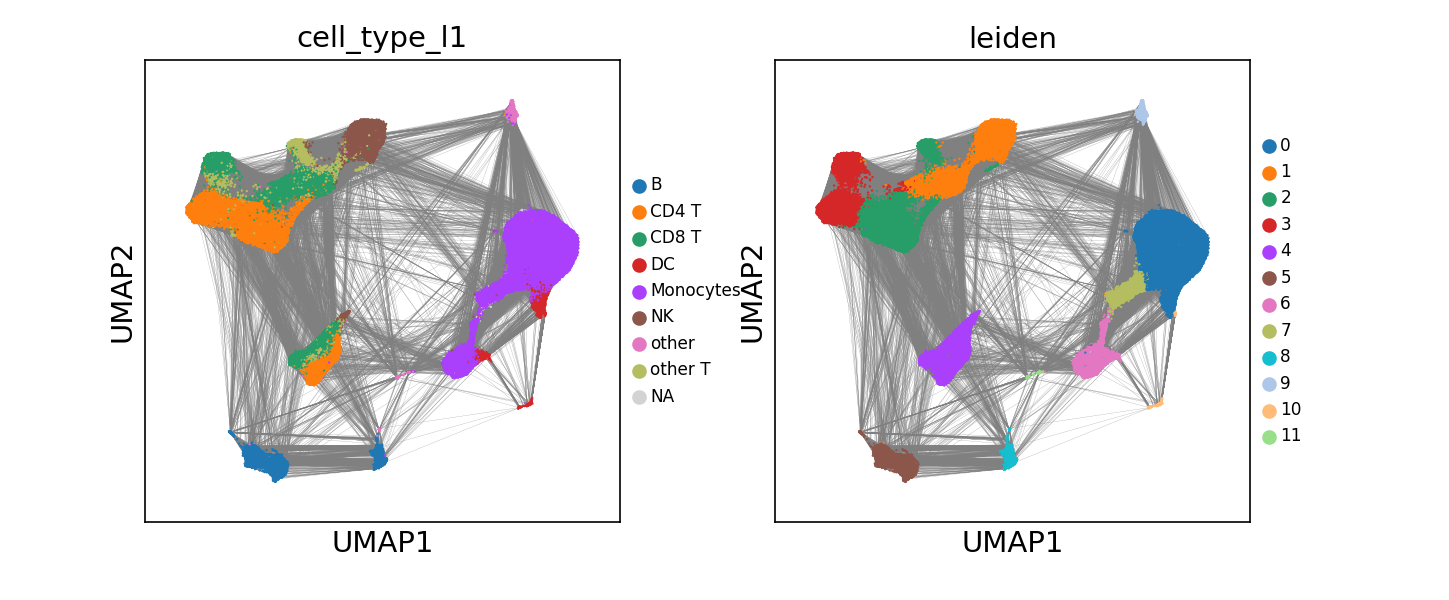 cell_type_l1
UMAP2
UMAP1
B
CD4 T
CD8 T
DC
Monocytes
NK
other
other T
NA
leiden
UMAP2
UMAP1
0
1
2
3
4
5
6
7
8
9
10
11